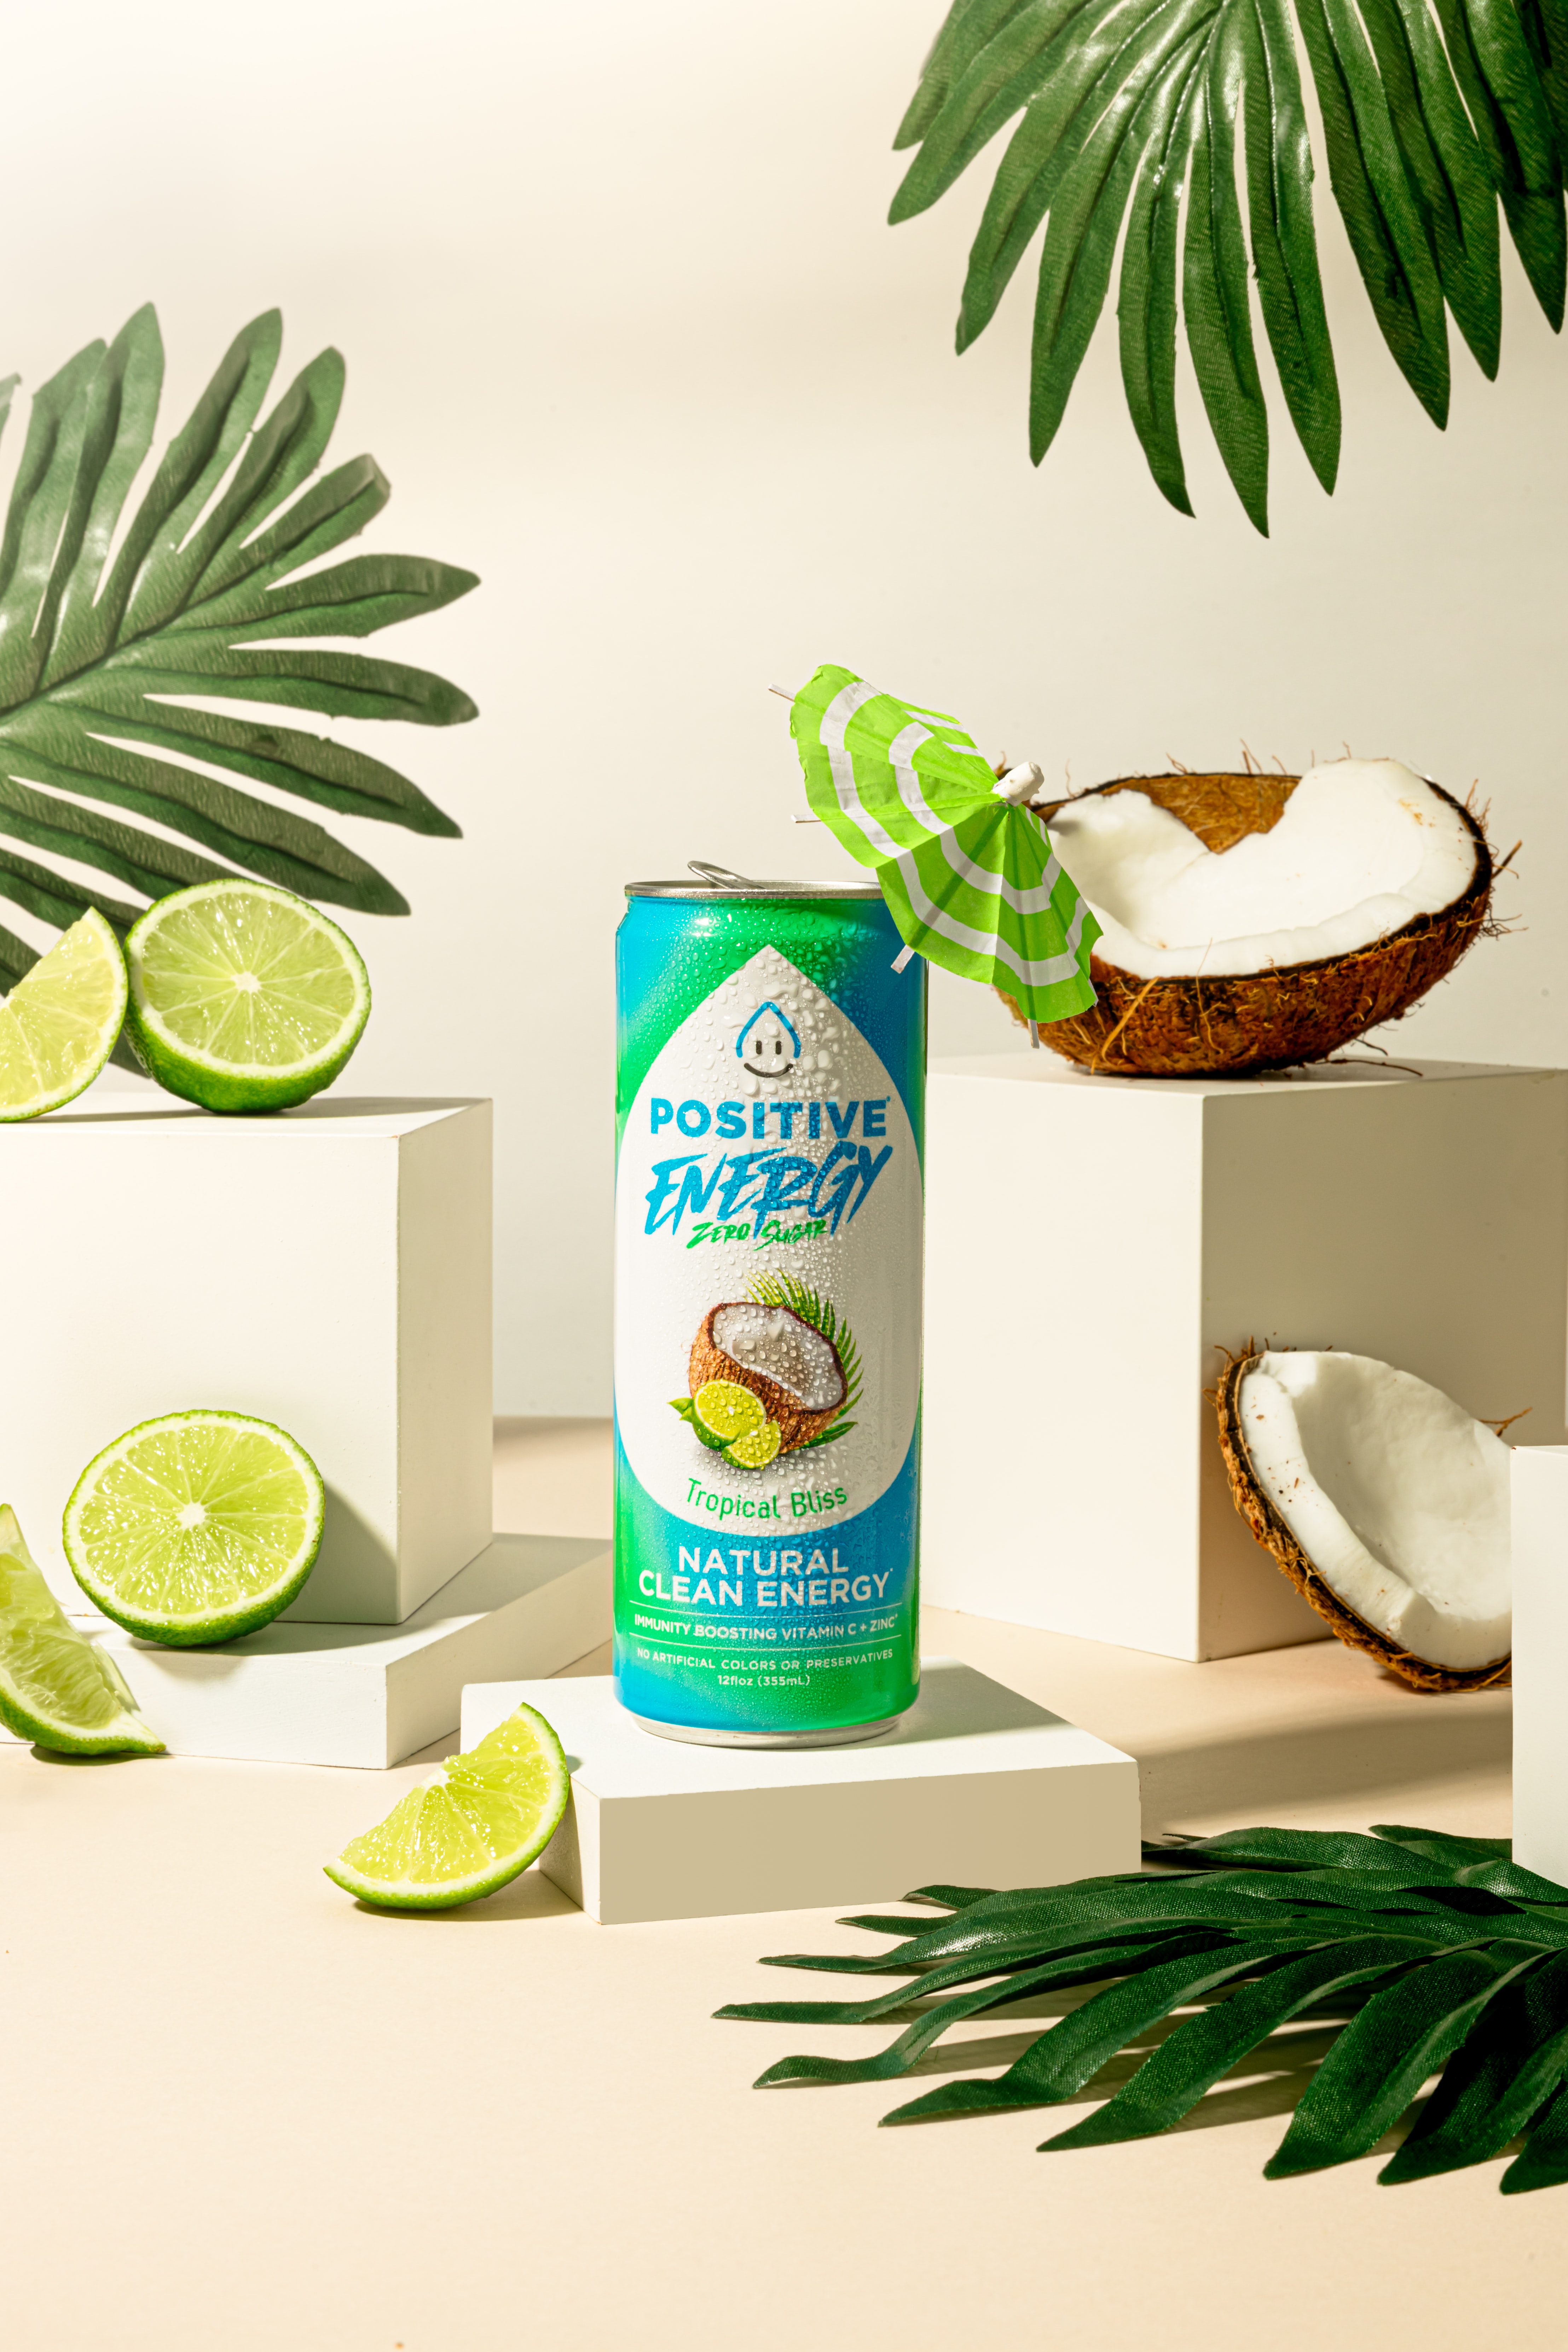 POSITIVE
ENERGY
ZERO SUGAR
Tropical Bliss
NATURAL
CLEAN ENERGY
IMMUNITY BOOSTING VITAMIN C + ZINC
NO ARTIFICIAL COLORS OR PRESERVATIVES
12floz (355mL)